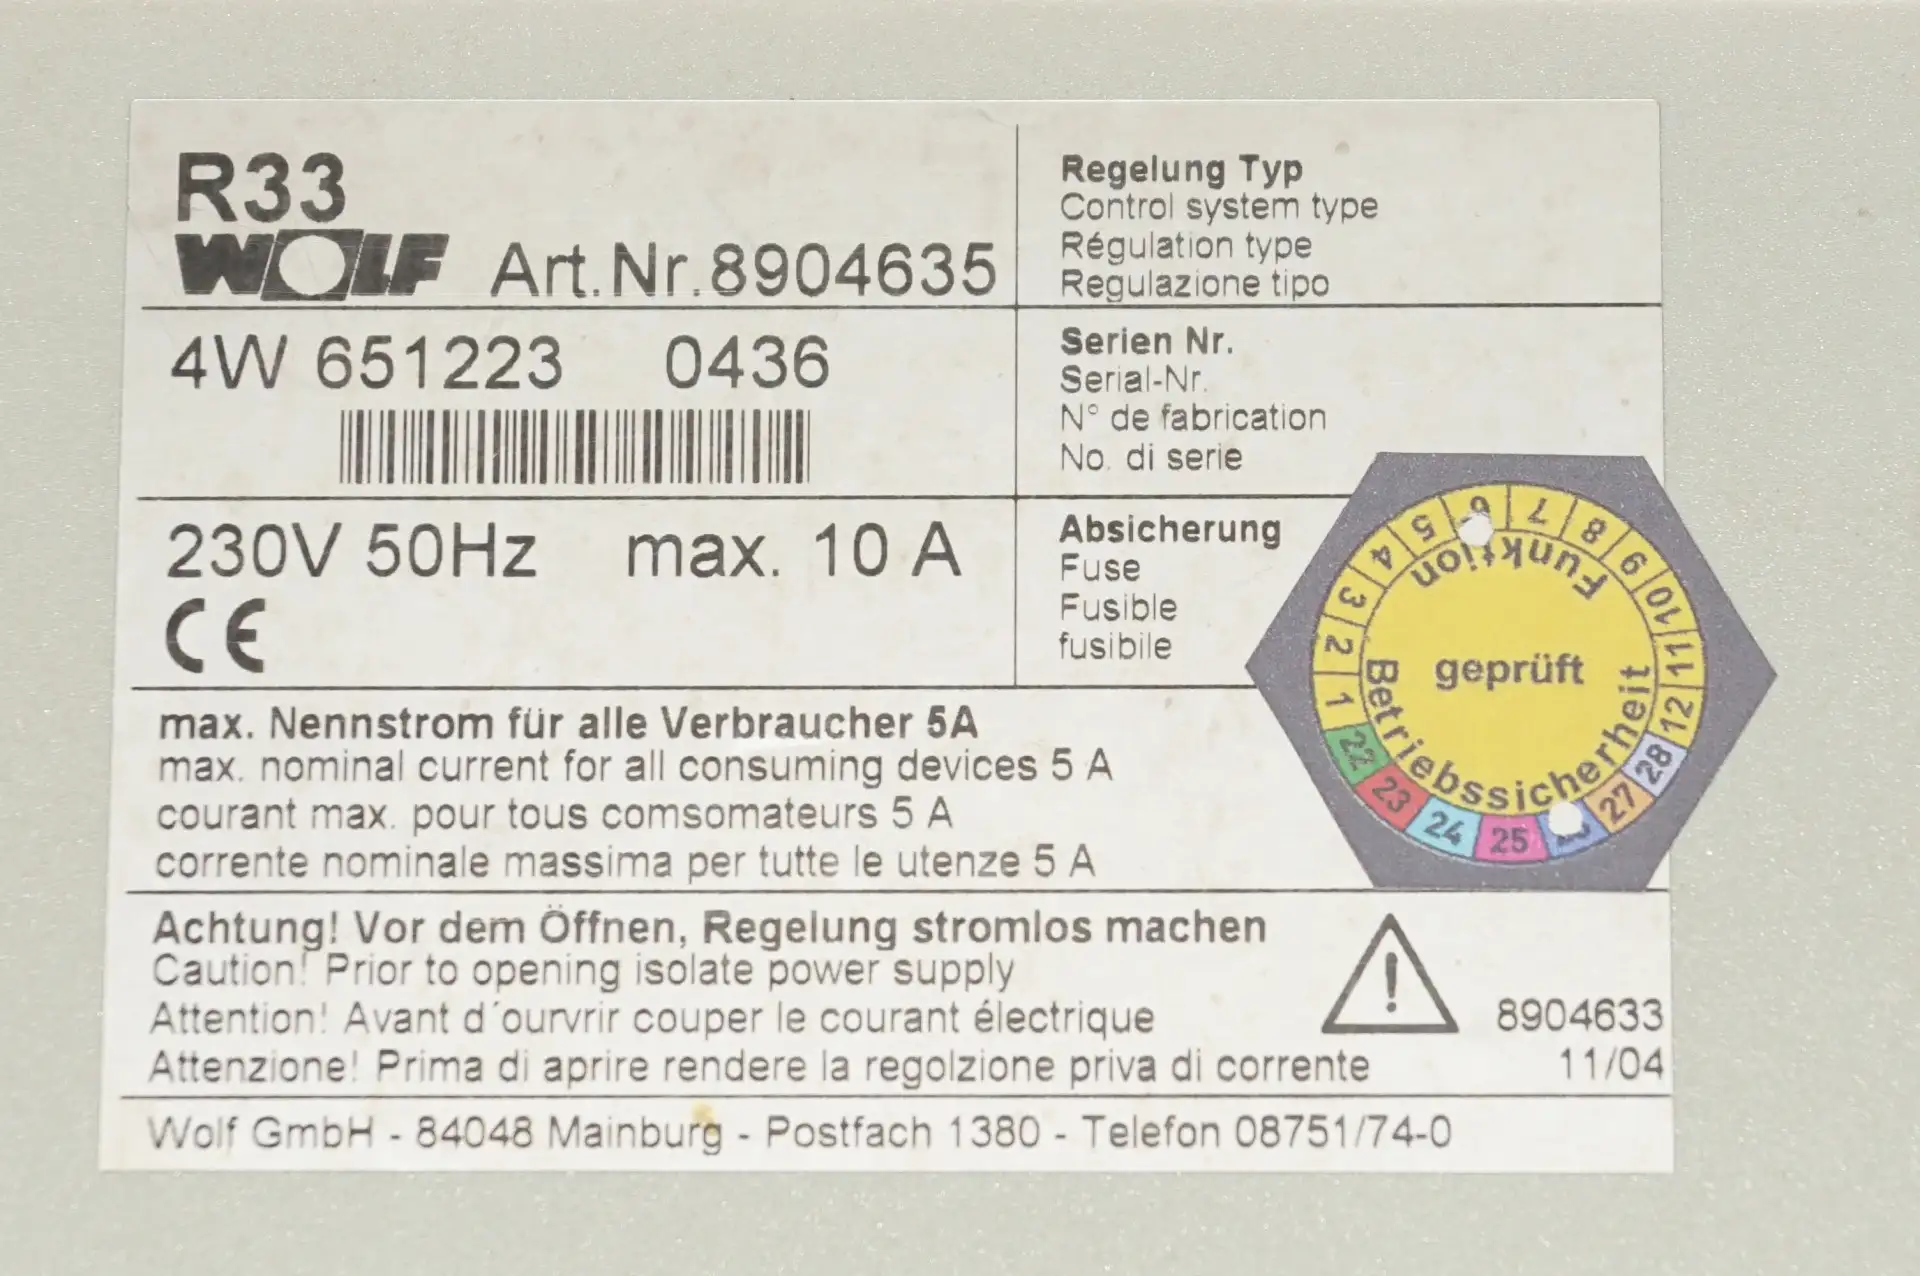 R33
WOLF Art.Nr.8904635
Regelung Typ
Control system type
Régulation type
Regulazione tipo
4W 651223 0436
Serien Nr.
Serial-Nr.
N° de fabrication
No. di serie
230V 50Hz max. 10 A
CE
Absicherung
Fuse
Fusible
fusibile
1 2 3 4 5 6 7 8 9 10 11 12
Funktion
geprüft
Betriebssicherheit
22 23 24 25 27 28
max. Nennstrom für alle Verbraucher 5A
max. nominal current for all consuming devices 5 A
courant max. pour tous comsomateurs 5 A
corrente nominale massima per tutte le utenze 5 A
Achtung! Vor dem Öffnen, Regelung stromlos machen
Caution! Prior to opening isolate power supply
Attention! Avant d´ourvrir couper le courant électrique
Attenzione! Prima di aprire rendere la regolzione priva di corrente
!
8904633
11/04
Wolf GmbH - 84048 Mainburg - Postfach 1380 - Telefon 08751/74-0